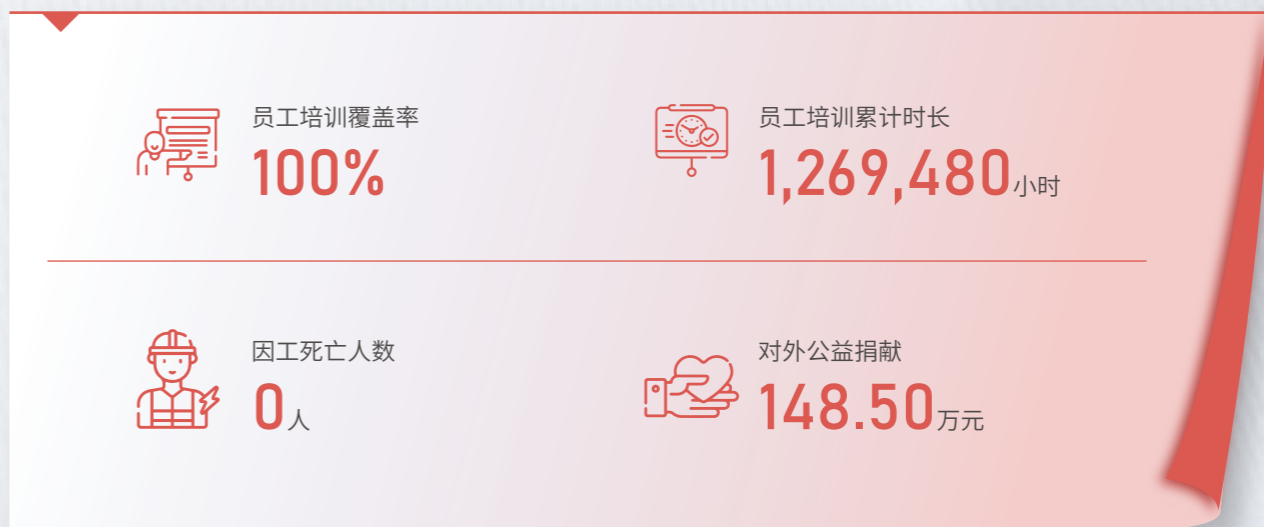 员工培训覆盖率
100%
员工培训累计时长
1,269,480小时
因工死亡人数
0人
对外公益捐献
148.50万元